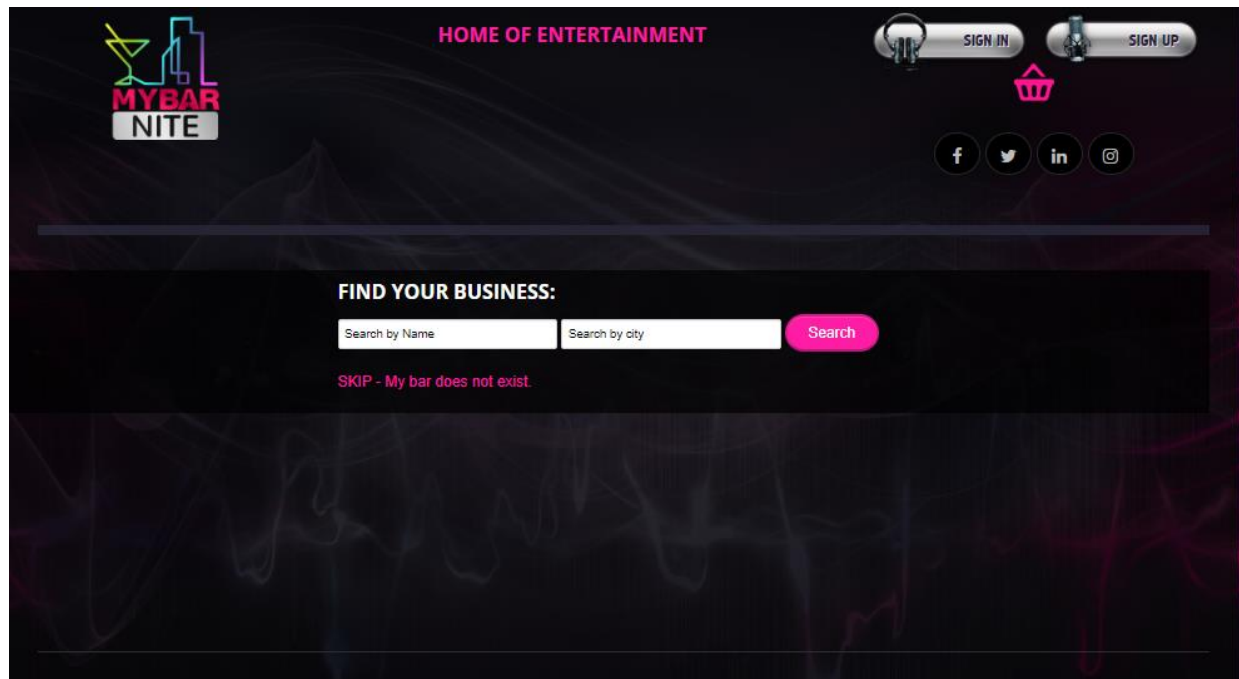 MYBAR
NITE
HOME OF ENTERTAINMENT
SIGN IN
SIGN UP
FIND YOUR BUSINESS:
Search by Name
Search by city
Search
SKIP - My bar does not exist.